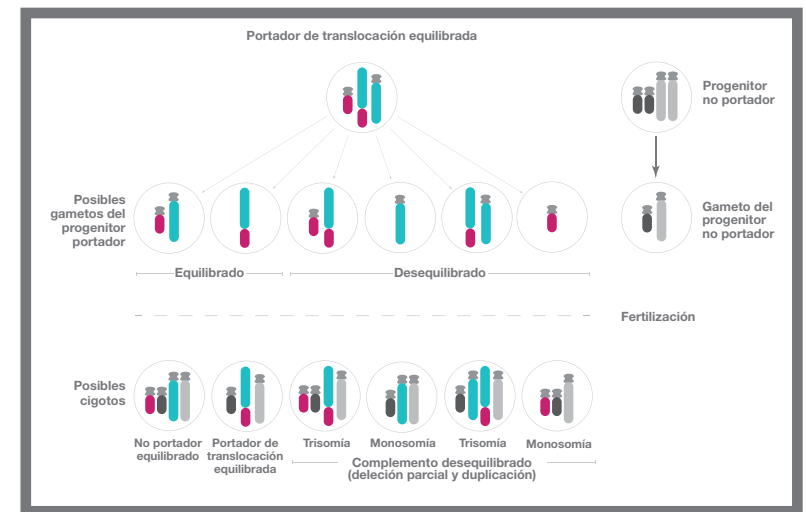 Portador de translocación equilibrada
Progenitor
no portador
Posibles
gametos del
progenitor
portador
Gameto del
progenitor
no portador
Equilibrado
Desequilibrado
Fertilización
Posibles
cigotos
No portador
equilibrado
Portador de
translocación
equilibrada
Trisomía
Monosomía
Trisomía
Monosomía
Complemento desequilibrado
(deleción parcial y duplicación)